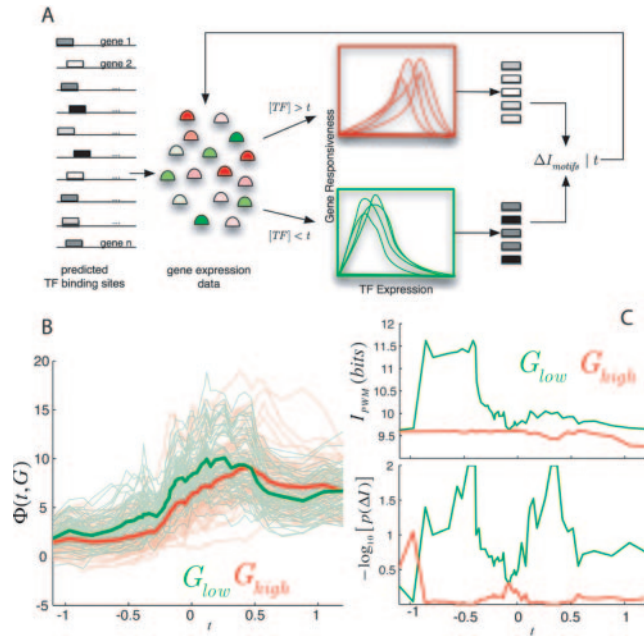 A
gene 1
gene 2
...
...
...
...
...
...
...
gene n
predicted
TF binding sites
gene expression
data
[TF] > t
[TF] < t
Gene Responsiveness
TF Expression
ΔI_motifs | t
B
Φ(t, G)
20
15
10
5
0
-5
-1
-0.5
0
0.5
1
t
G_low G_high
C
I_PWM (bits)
12
11.5
11
10.5
10
9.5
G_low G_high
-log10 [p(ΔI)]
2
1.5
1
0.5
-1
-0.5
0
0.5
1
t